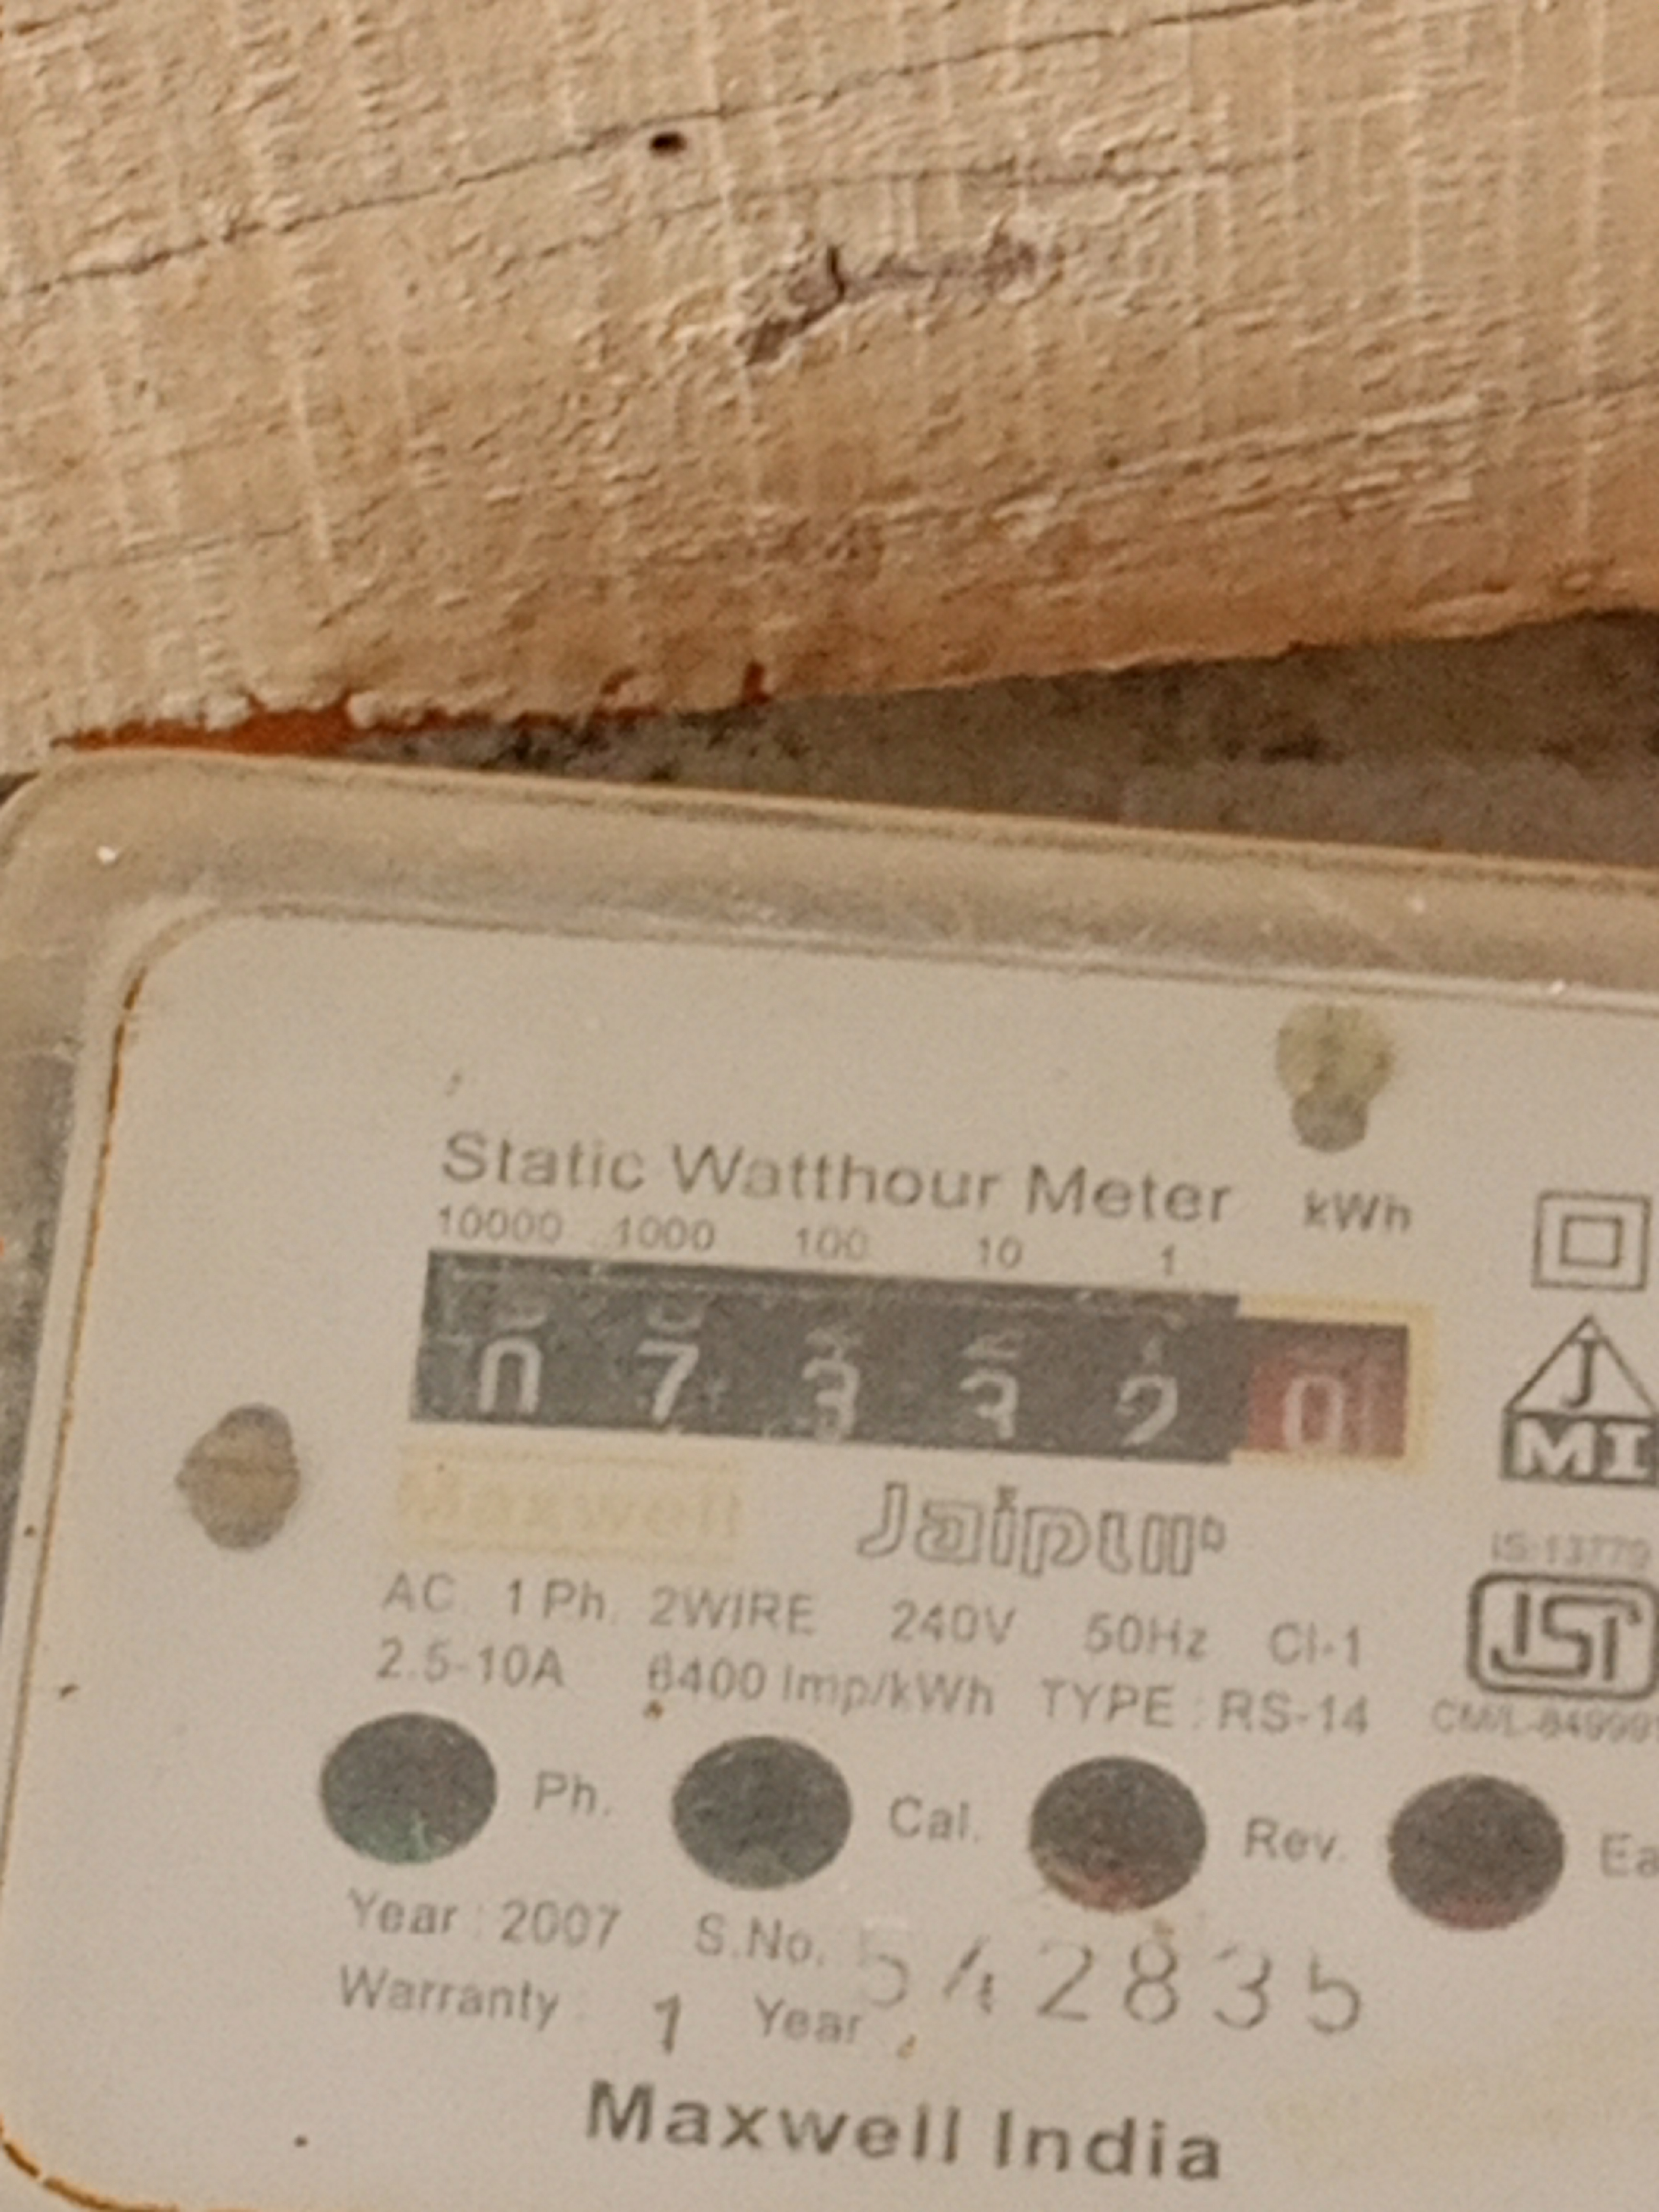 Static Watthour Meter kWh
10000 1000 100 10 1
0 7 3 3 2 0
J
MI
Maxwell Jaipur
IS:13779
AC 1 Ph. 2WIRE 240V 50Hz Cl-1
ISI
2.5-10A 6400 Imp/kWh TYPE : RS-14
Ph. Cal. Rev.
Year : 2007 S.No. 542835
Warranty : 1 Year
Maxwell India